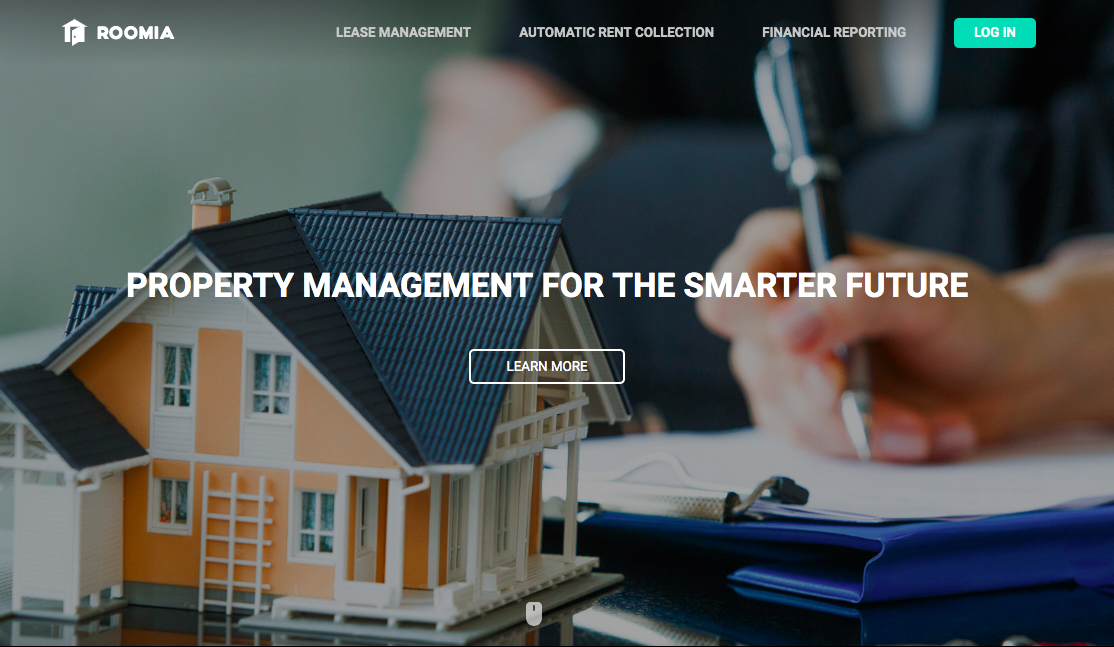 ROOMIA
LEASE MANAGEMENT
AUTOMATIC RENT COLLECTION
FINANCIAL REPORTING
LOG IN
PROPERTY MANAGEMENT FOR THE SMARTER FUTURE
LEARN MORE